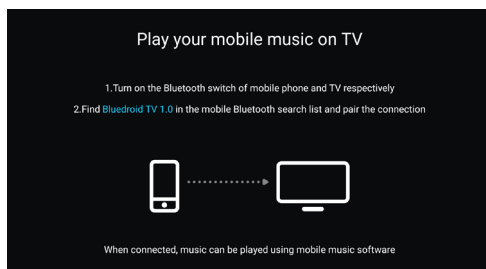 Play your mobile music on TV
1.Turn on the Bluetooth switch of mobile phone and TV respectively
2.Find Bluedroid TV 1.0 in the mobile Bluetooth search list and pair the connection
When connected, music can be played using mobile music software